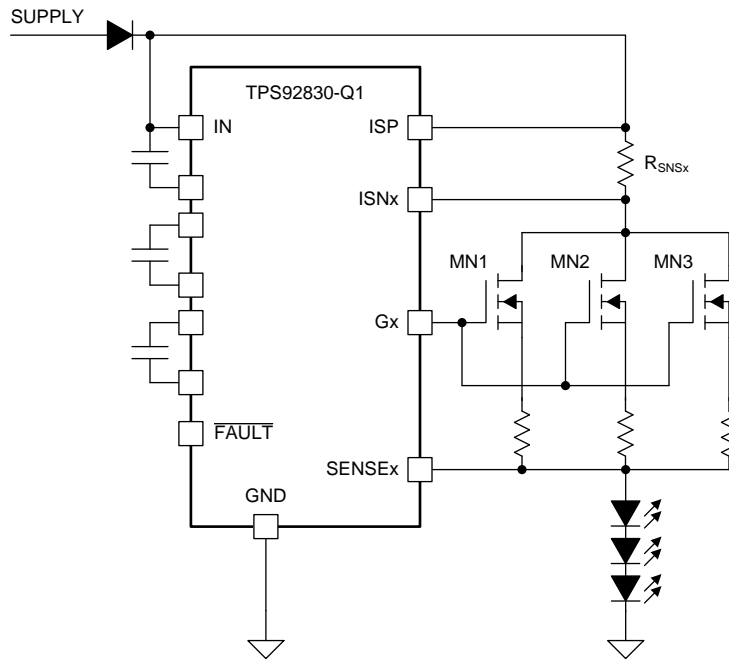 SUPPLY
TPS92830-Q1
IN
ISP
RSNSx
ISNx
MN1
MN2
MN3
Gx
FAULT
SENSEx
GND